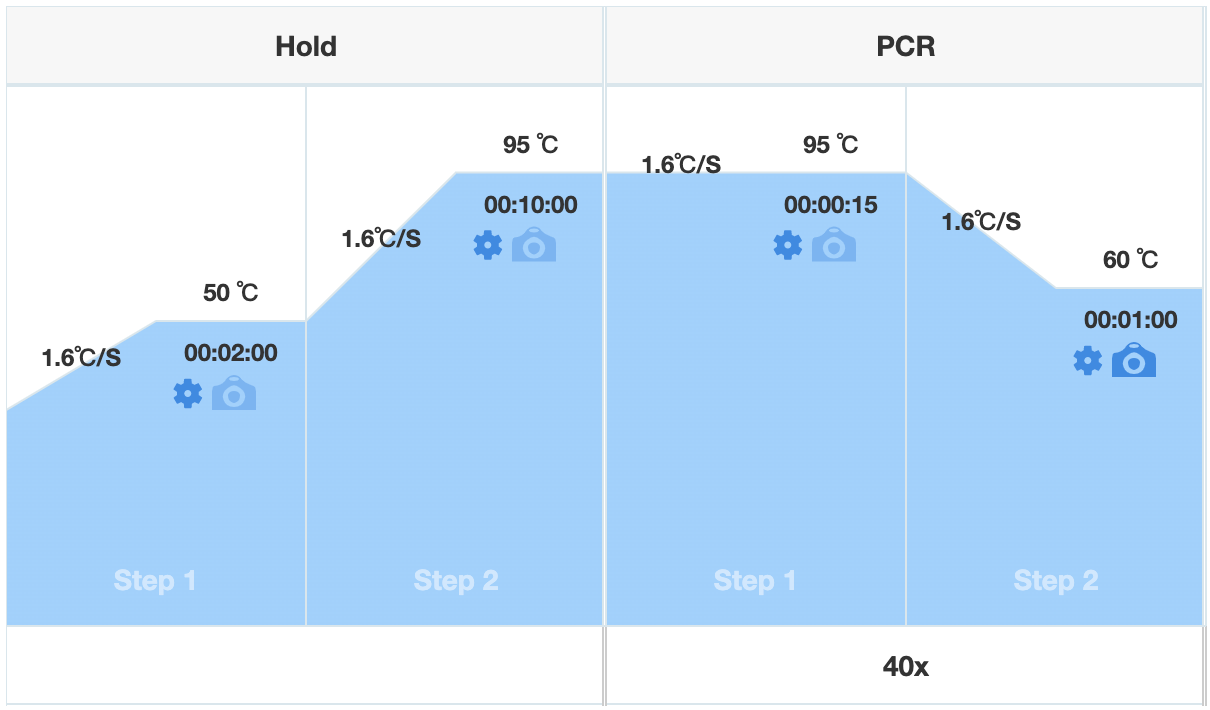 Hold
PCR
1.6℃/S
50 ℃
00:02:00
Step 1
1.6℃/S
95 ℃
00:10:00
Step 2
1.6℃/S
95 ℃
00:00:15
Step 1
1.6℃/S
60 ℃
00:01:00
Step 2
40x